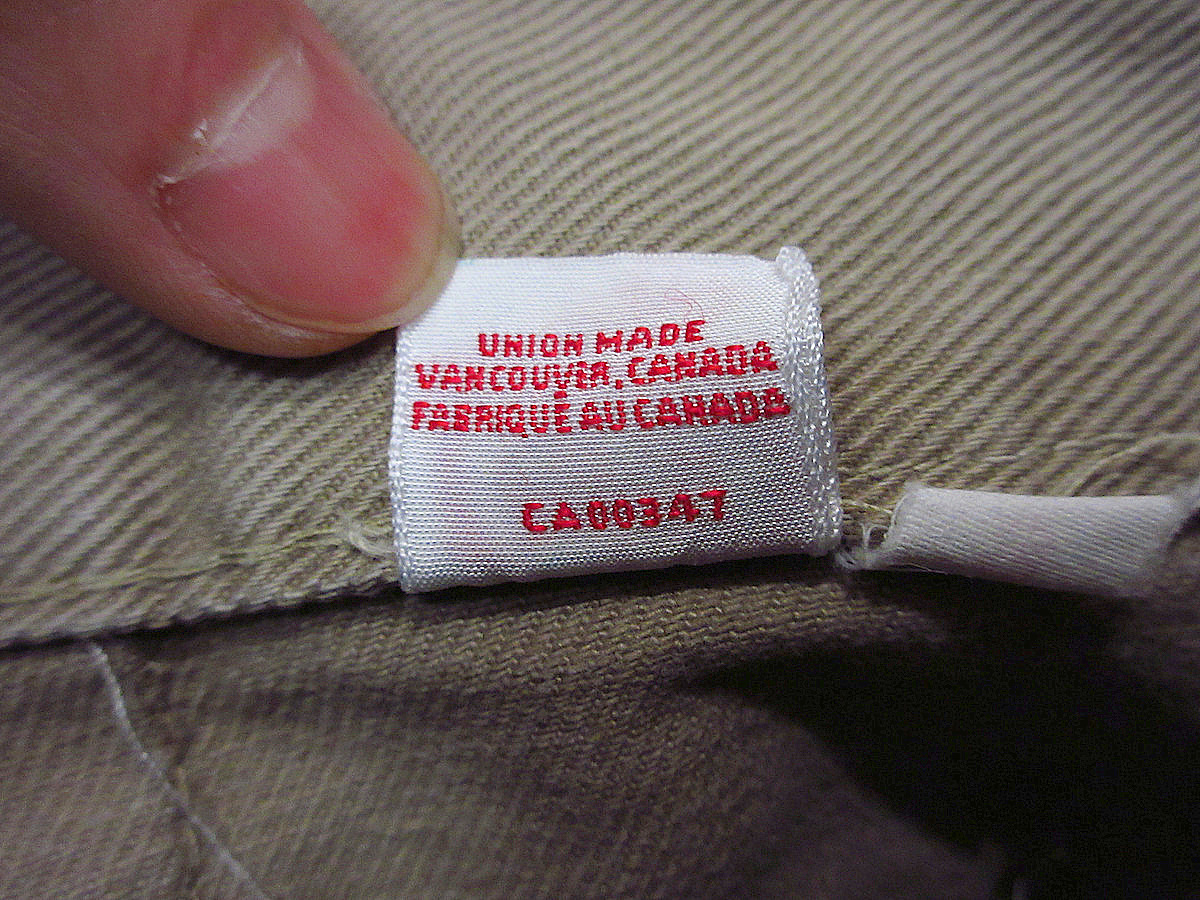 UNION MADE
VANCOUVER, CANADA
FABRIQUÉ AU CANADA
CA00347